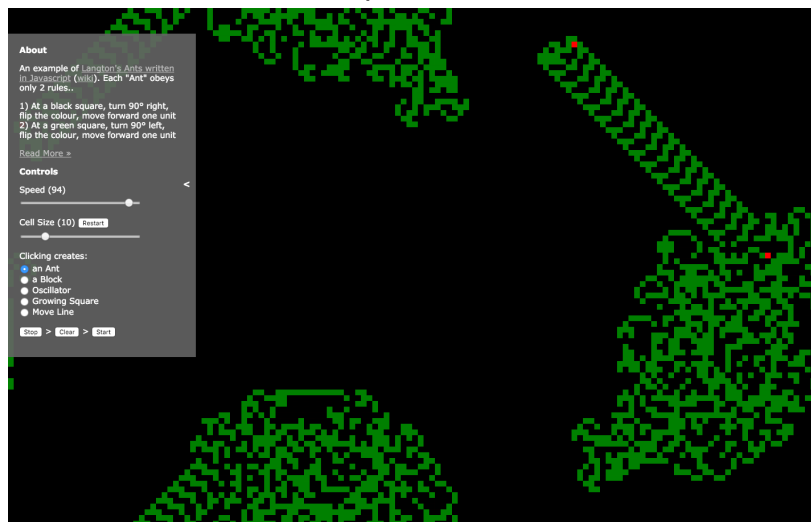 About
An example of Langton's Ants written
in Javascript (wiki). Each "Ant" obeys
only 2 rules..
1) At a black square, turn 90° right,
flip the colour, move forward one unit
2) At a green square, turn 90° left,
flip the colour, move forward one unit
Read More »
Controls
<
Speed (94)
Cell Size (10) Restart
Clicking creates:
an Ant
a Block
Oscillator
Growing Square
Move Line
Stop > Clear > Start